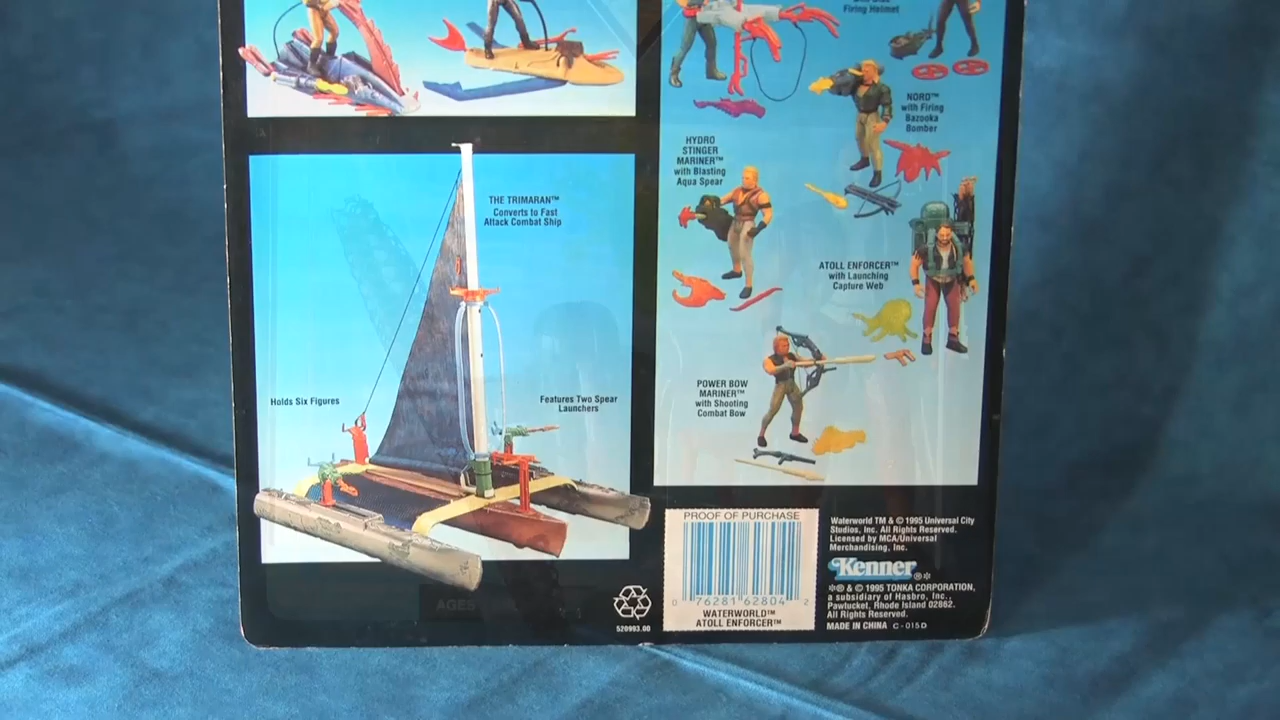 Firing Helmet
NORD™
with Firing
Bazooka
Bomber
HYDRO
STINGER
MARINER™
with Blasting
Aqua Spear
THE TRIMARAN™
Converts to Fast
Attack Combat Ship
ATOLL ENFORCER™
with Launching
Capture Web
Holds Six Figures
Features Two Spear
Launchers
POWER BOW
MARINER™
with Shooting
Combat Bow
PROOF OF PURCHASE
0 76281 62804 2
WATERWORLD™
ATOLL ENFORCER™
Waterworld TM & © 1995 Universal City
Studios, Inc. All Rights Reserved.
Licensed by MCA/Universal
Merchandising, Inc.
Kenner®*
*® & © 1995 TONKA CORPORATION,
a subsidiary of Hasbro, Inc.,
Pawtucket, Rhode Island 02862.
All Rights Reserved.
MADE IN CHINA C-015D
AGES
520993.00